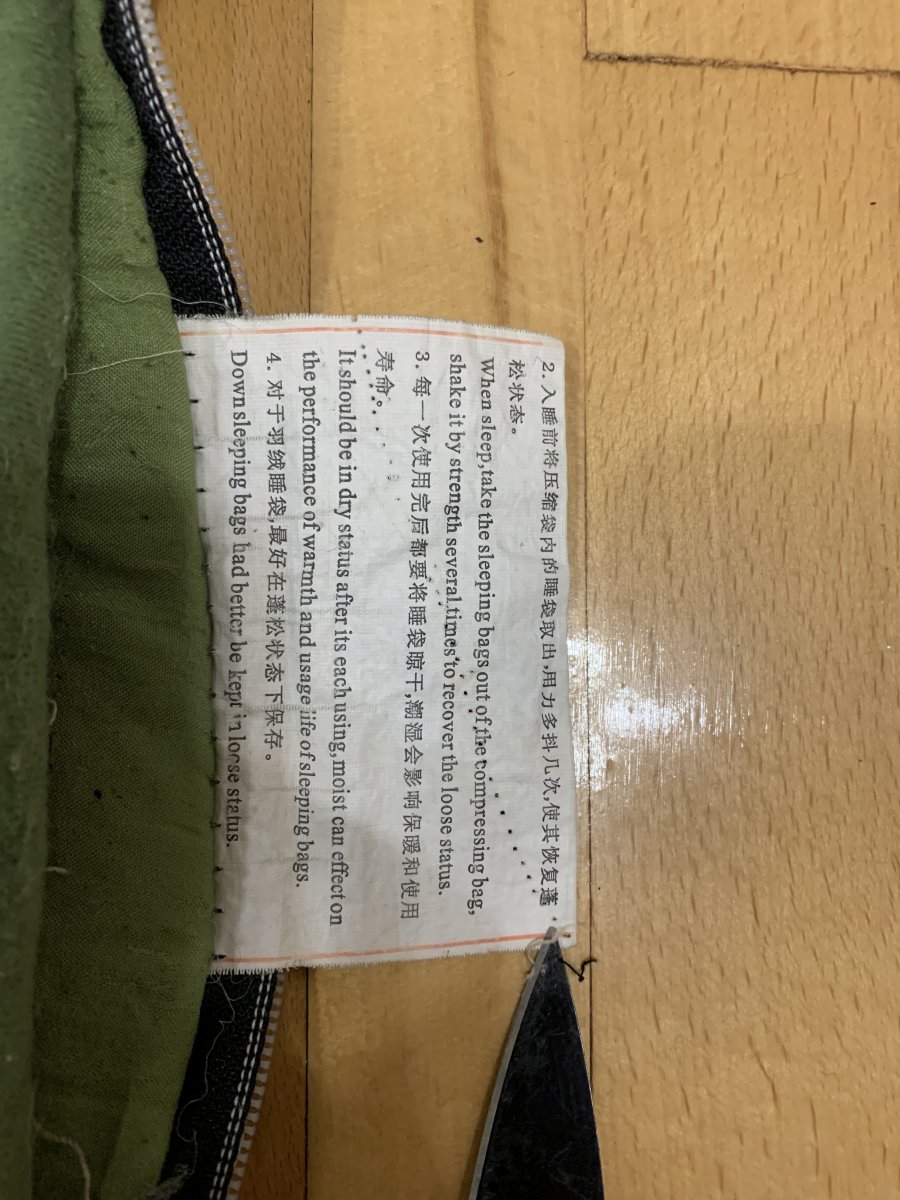 2. 入睡前将压缩袋内的睡袋取出,用力多抖几次,使其恢复蓬
松状态。
When sleep,take the sleeping bags out of the compressing bag,
shake it by strength several times to recover the loose status.
3. 每一次使用完后都要将睡袋晾干,潮湿会影响保暖和使用
寿命。
It should be in dry status after its each using,moist can effect on
the performance of warmth and usage life of sleeping bags.
4. 对于羽绒睡袋,最好在蓬松状态下保存。
Down sleeping bags had better be kept in loose status.